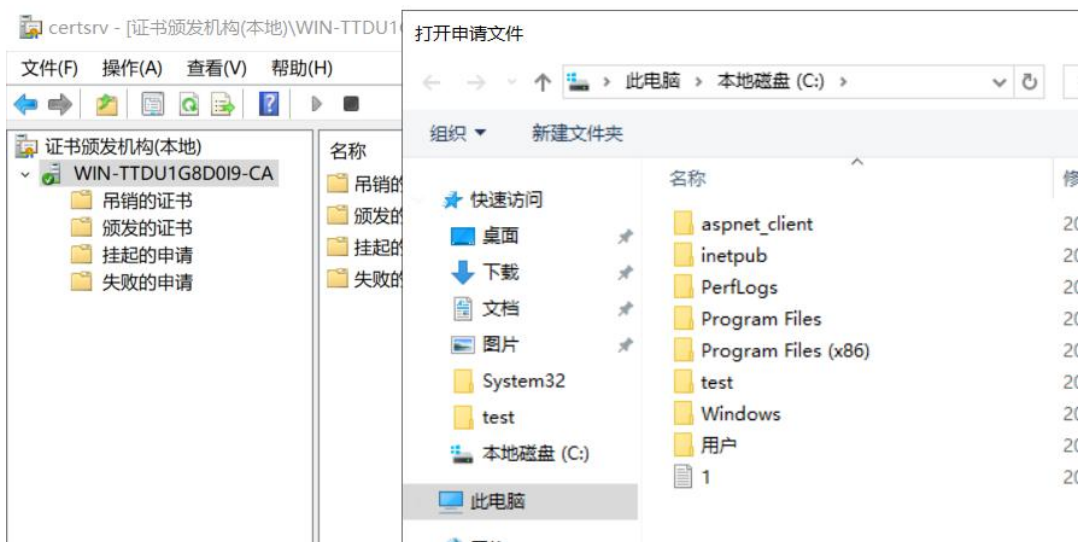 certsrv - [证书颁发机构(本地)\WIN-TTDU1
文件(F) 操作(A) 查看(V) 帮助(H)
证书颁发机构(本地)
WIN-TTDU1G8D0I9-CA
吊销的证书
颁发的证书
挂起的申请
失败的申请
名称
吊销的
颁发的
挂起的
失败的
打开申请文件
此电脑 › 本地磁盘 (C:) ›
组织 新建文件夹
快速访问
桌面
下载
文档
图片
System32
test
本地磁盘 (C:)
此电脑
名称
修
aspnet_client
inetpub
PerfLogs
Program Files
Program Files (x86)
test
Windows
用户
1